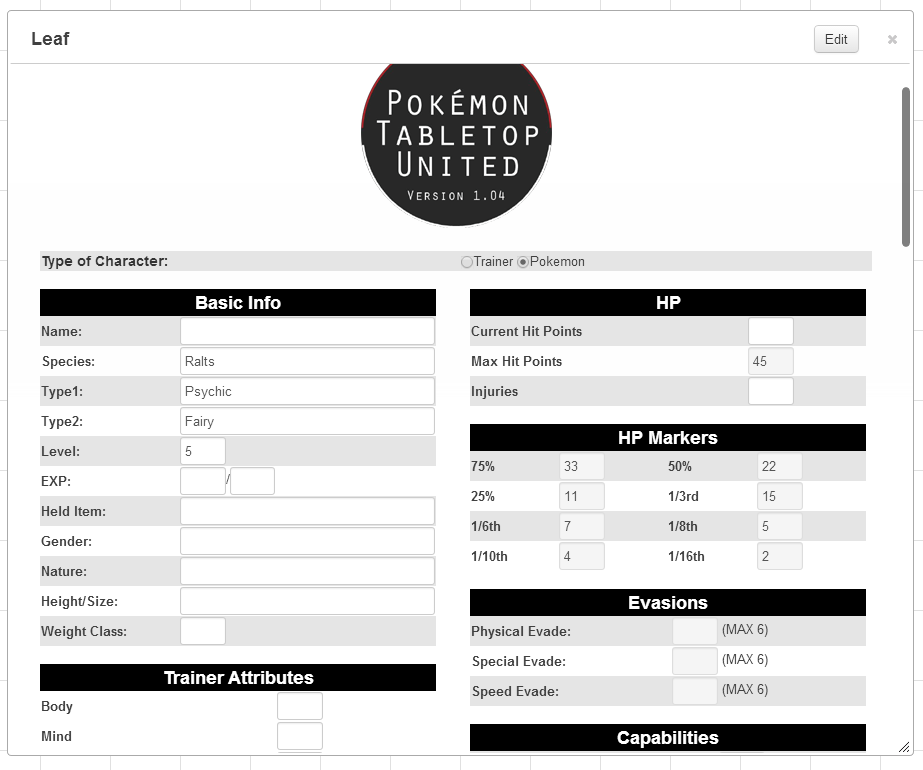 Leaf
Edit
×
POKÉMON
TABLETOP
UNITED
VERSION 1.04
Type of Character: Trainer Pokemon
Basic Info
Name:
Species: Ralts
Type1: Psychic
Type2: Fairy
Level: 5
EXP: /
Held Item:
Gender:
Nature:
Height/Size:
Weight Class:
Trainer Attributes
Body
Mind
HP
Current Hit Points
Max Hit Points 45
Injuries
HP Markers
75% 33 50% 22
25% 11 1/3rd 15
1/6th 7 1/8th 5
1/10th 4 1/16th 2
Evasions
Physical Evade: (MAX 6)
Special Evade: (MAX 6)
Speed Evade: (MAX 6)
Capabilities